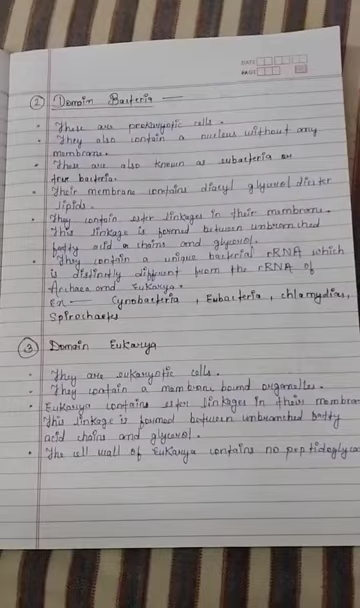 DATE
PAGE
2 Domain Bacteria —
• These are prokaryotic cells.
• They also contain a nucleus without any
membrane.
• These are also known as eubacteria or
true bacteria.
• Their membrane contains diacyl glycerol diester
lipids.
• They contain ester linkages in their membrane.
This linkage is formed between unbranched
fatty acid chains and glycerol.
• They contain a unique bacterial rRNA which
is distinctly different from the rRNA of
Archaea and Eukarya.
Ex — Cynobacteria, Eubacteria, chlamydias,
Spirochaetes
3 Domain Eukarya
• They are eukaryotic cells.
• They contain a membrane bound organelles.
• Eukarya contains ester linkages in their membran
This linkage is formed between unbranched fatty
acid chains and glycerol.
• The cell wall of Eukarya contains no peptidoglyca